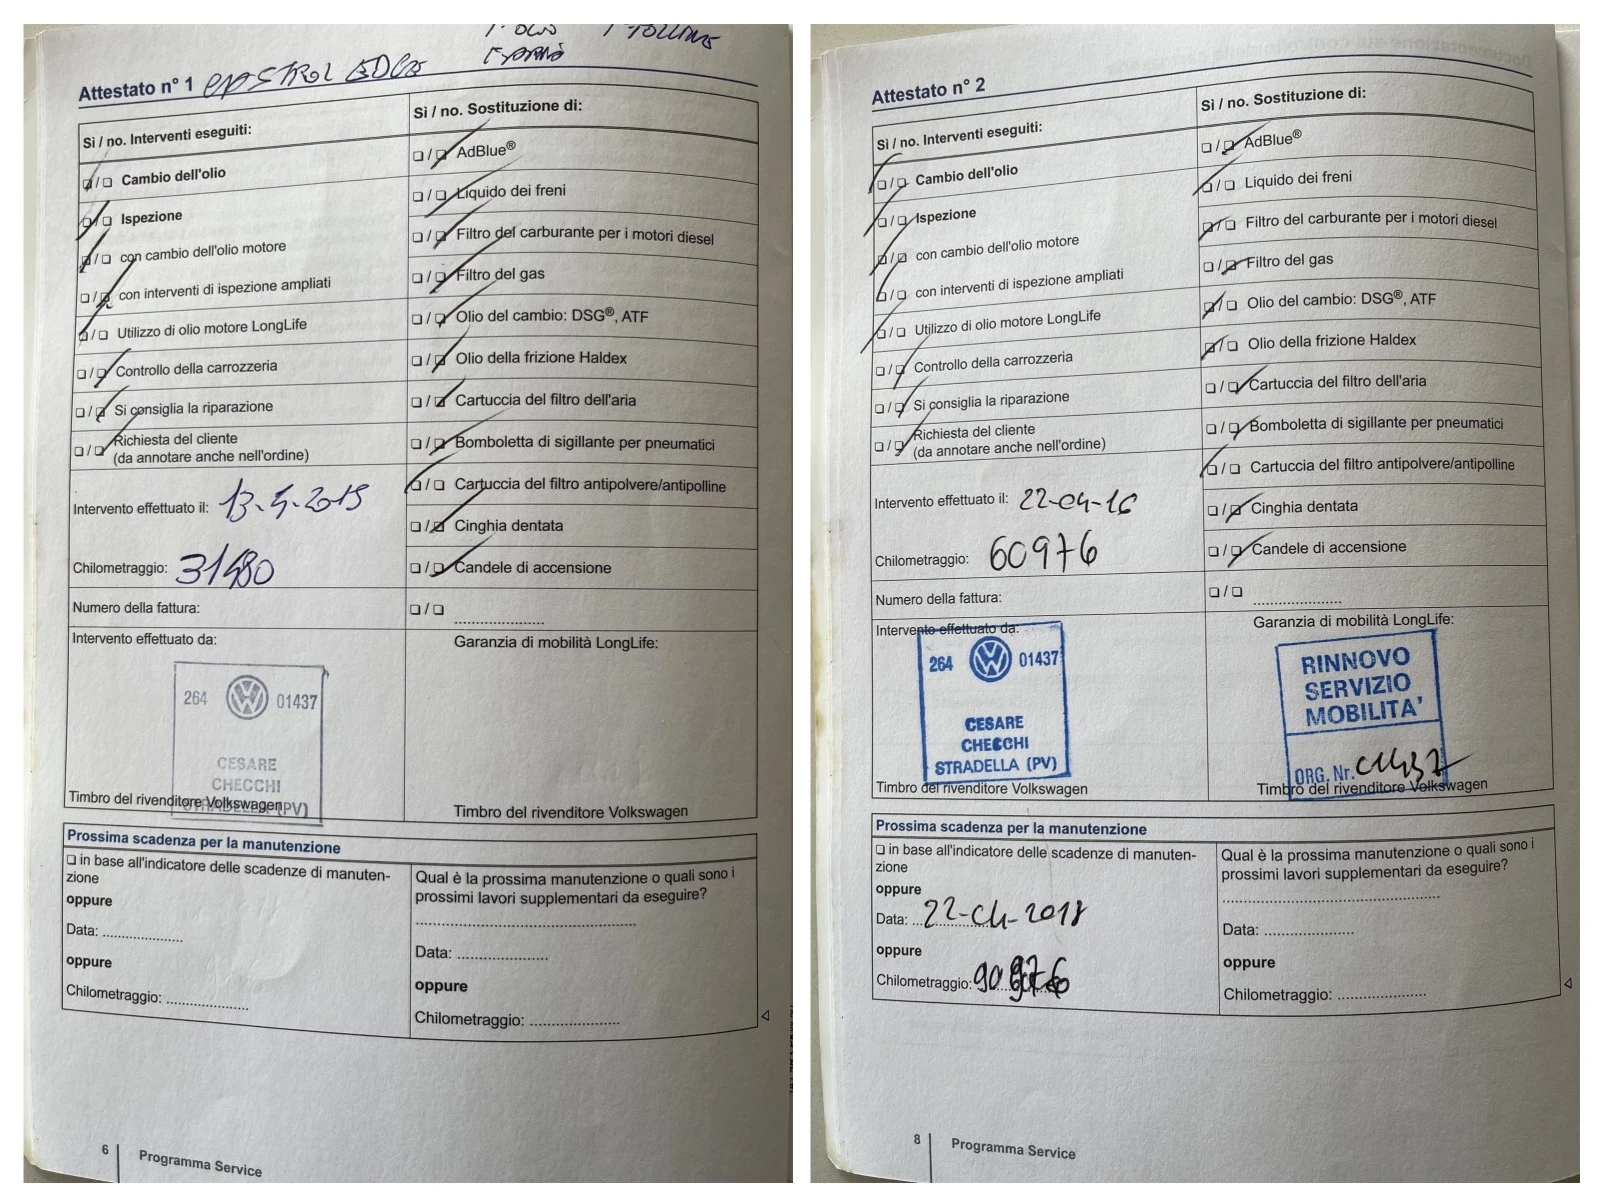 Attestato n° 1 CASTROL EDGE
Sì / no. Interventi eseguiti:
Cambio dell'olio
Ispezione
con cambio dell'olio motore
con interventi di ispezione ampliati
Utilizzo di olio motore LongLife
Controllo della carrozzeria
Si consiglia la riparazione
Richiesta del cliente
(da annotare anche nell'ordine)
Intervento effettuato il:
Chilometraggio: 31480
Numero della fattura:
Intervento effettuato da:
264 01437
CESARE
CHECCHI
STRADELLA (PV)
Timbro del rivenditore Volkswagen
Sì / no. Sostituzione di:
AdBlue®
Liquido dei freni
Filtro del carburante per i motori diesel
Filtro del gas
Olio del cambio: DSG®, ATF
Olio della frizione Haldex
Cartuccia del filtro dell'aria
Bomboletta di sigillante per pneumatici
Cartuccia del filtro antipolvere/antipolline
Cinghia dentata
Candele di accensione
Garanzia di mobilità LongLife:
Timbro del rivenditore Volkswagen
Prossima scadenza per la manutenzione
in base all'indicatore delle scadenze di manuten-
zione
oppure
Data:
oppure
Chilometraggio:
Qual è la prossima manutenzione o quali sono i
prossimi lavori supplementari da eseguire?
Data:
oppure
Chilometraggio:
6 Programma Service
Attestato n° 2
Sì / no. Interventi eseguiti:
Cambio dell'olio
Ispezione
con cambio dell'olio motore
con interventi di ispezione ampliati
Utilizzo di olio motore LongLife
Controllo della carrozzeria
Si consiglia la riparazione
Richiesta del cliente
(da annotare anche nell'ordine)
Intervento effettuato il: 22-04-16
Chilometraggio: 60976
Numero della fattura:
Intervento effettuato da:
264 01437
CESARE
CHECCHI
STRADELLA (PV)
Timbro del rivenditore Volkswagen
Sì / no. Sostituzione di:
AdBlue®
Liquido dei freni
Filtro del carburante per i motori diesel
Filtro del gas
Olio del cambio: DSG®, ATF
Olio della frizione Haldex
Cartuccia del filtro dell'aria
Bomboletta di sigillante per pneumatici
Cartuccia del filtro antipolvere/antipolline
Cinghia dentata
Candele di accensione
Garanzia di mobilità LongLife:
RINNOVO
SERVIZIO
MOBILITA'
ORG. Nr. 01437
Timbro del rivenditore Volkswagen
Prossima scadenza per la manutenzione
in base all'indicatore delle scadenze di manuten-
zione
oppure
Data: 22-04-2018
oppure
Chilometraggio: 90976
Qual è la prossima manutenzione o quali sono i
prossimi lavori supplementari da eseguire?
Data:
oppure
Chilometraggio:
8 Programma Service